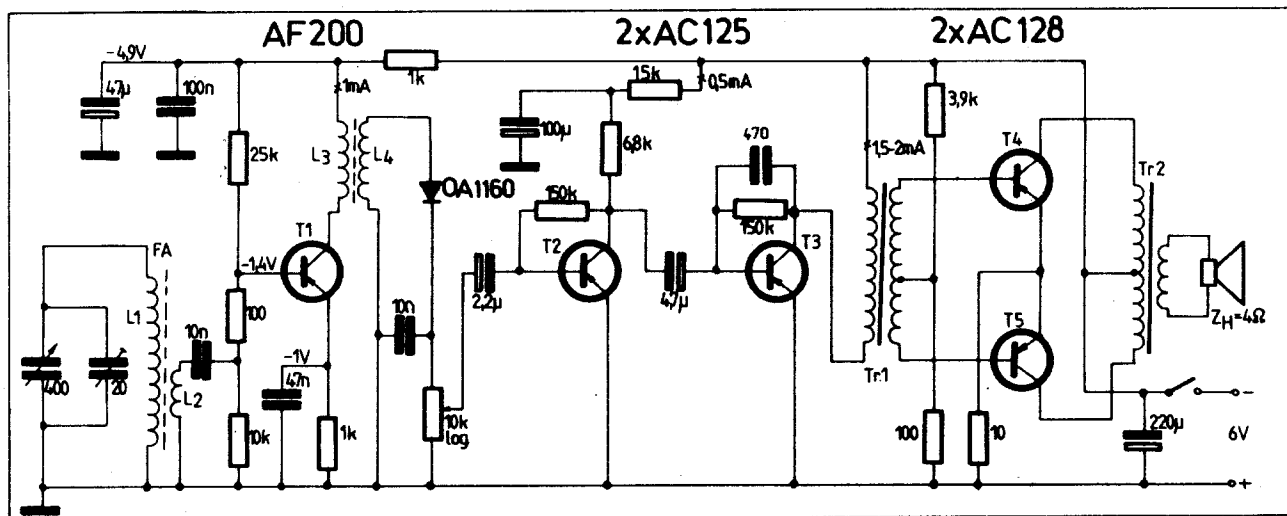 AF200
2xAC125
2xAC128
-4,9V
47µ
100n
1k
1mA
25k
L3
L4
OA1160
100µ
15k
0,5mA
6,8k
470
3,9k
1,5-2mA
T4
Tr2
150k
150k
T1
T2
T3
FA
-1,4V
L1
100
10n
2,2µ
4,7µ
10n
T5
ZH=4Ω
-1V
47n
Tr1
400
20
L2
10k
1k
10k
log
100
10
220µ
-
6V
+